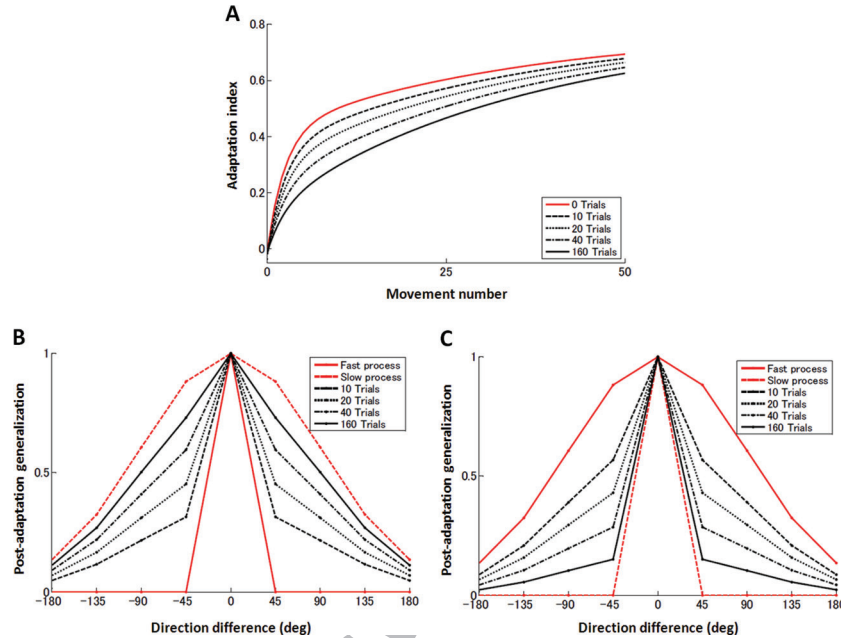 A
0.8
0.6
0.4
0.2
0
Adaptation index
0 Trials
10 Trials
20 Trials
40 Trials
160 Trials
0
25
50
Movement number
B
1
0.5
0
Post-adaptation generalization
Fast process
Slow process
10 Trials
20 Trials
40 Trials
160 Trials
-180
-135
-90
-45
0
45
90
135
180
Direction difference (deg)
C
1
0.5
0
Post-adaptation generalization
Fast process
Slow process
10 Trials
20 Trials
40 Trials
160 Trials
-180
-135
-90
-45
0
45
90
135
180
Direction difference (deg)